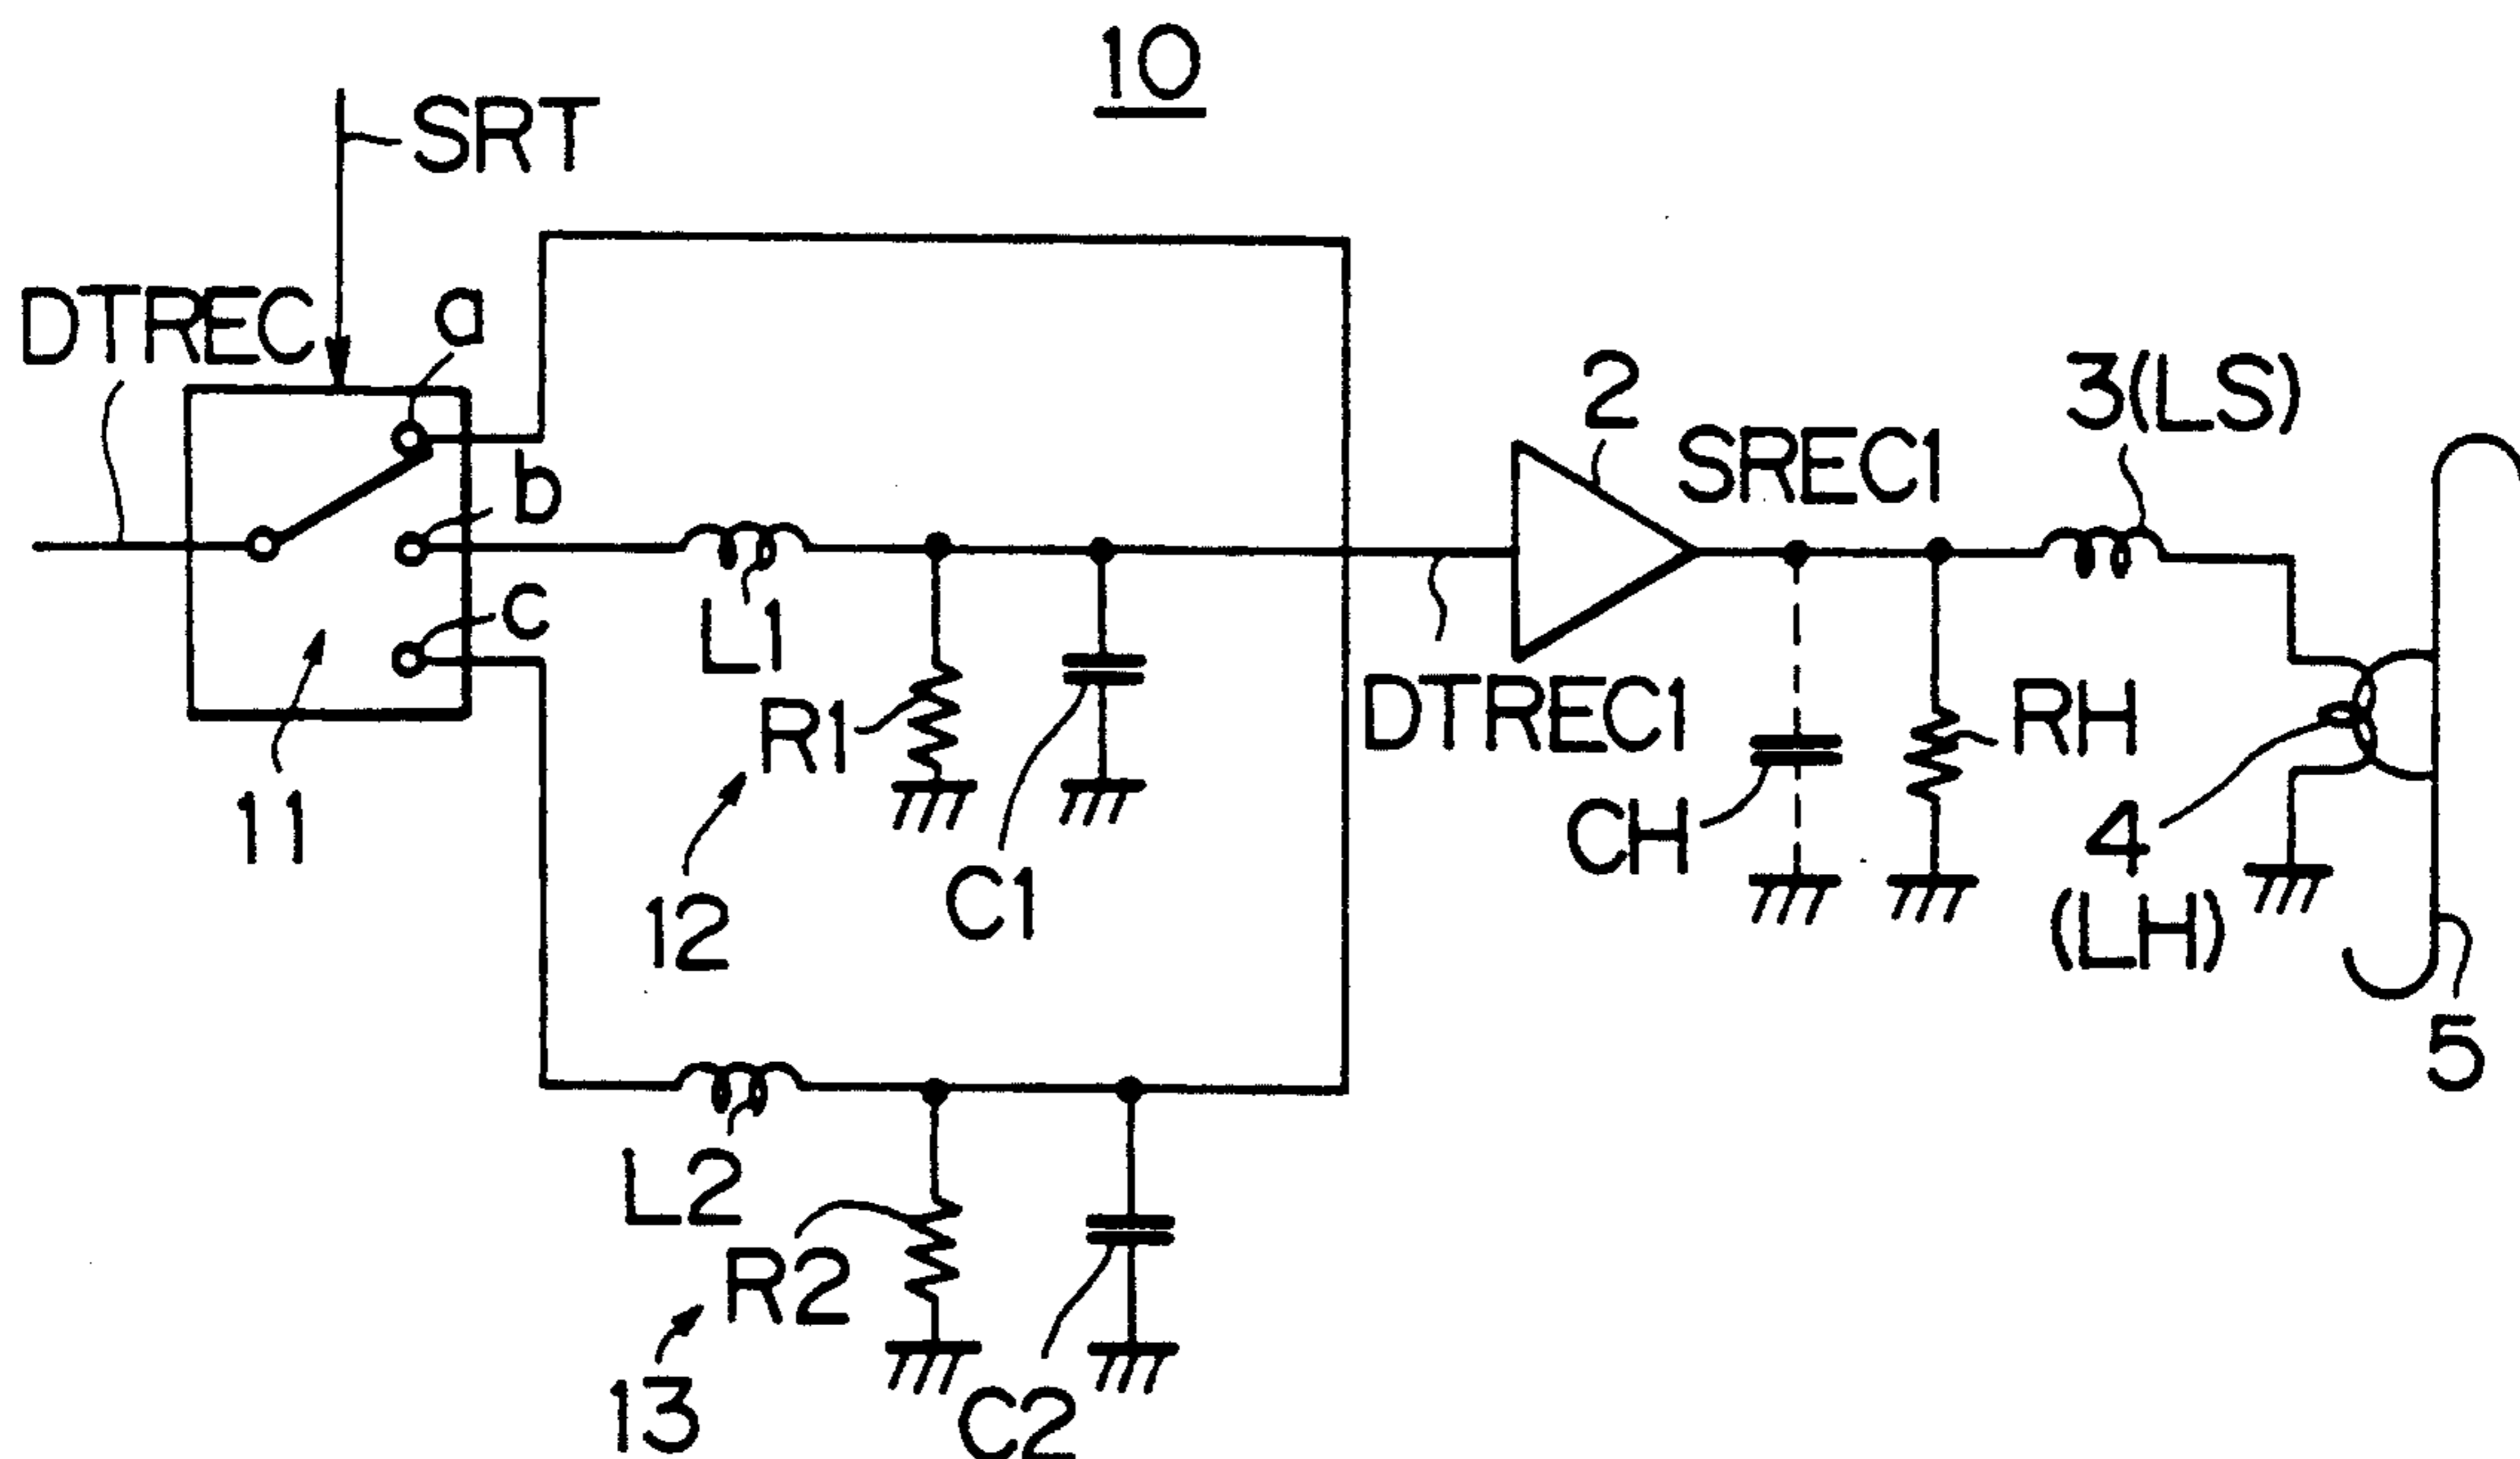 10
SRT
DTREC
a
b
c
11
L1
R1
12
C1
DTREC1
2
SREC1
3(LS)
CH
RH
4
(LH)
5
L2
R2
13
C2